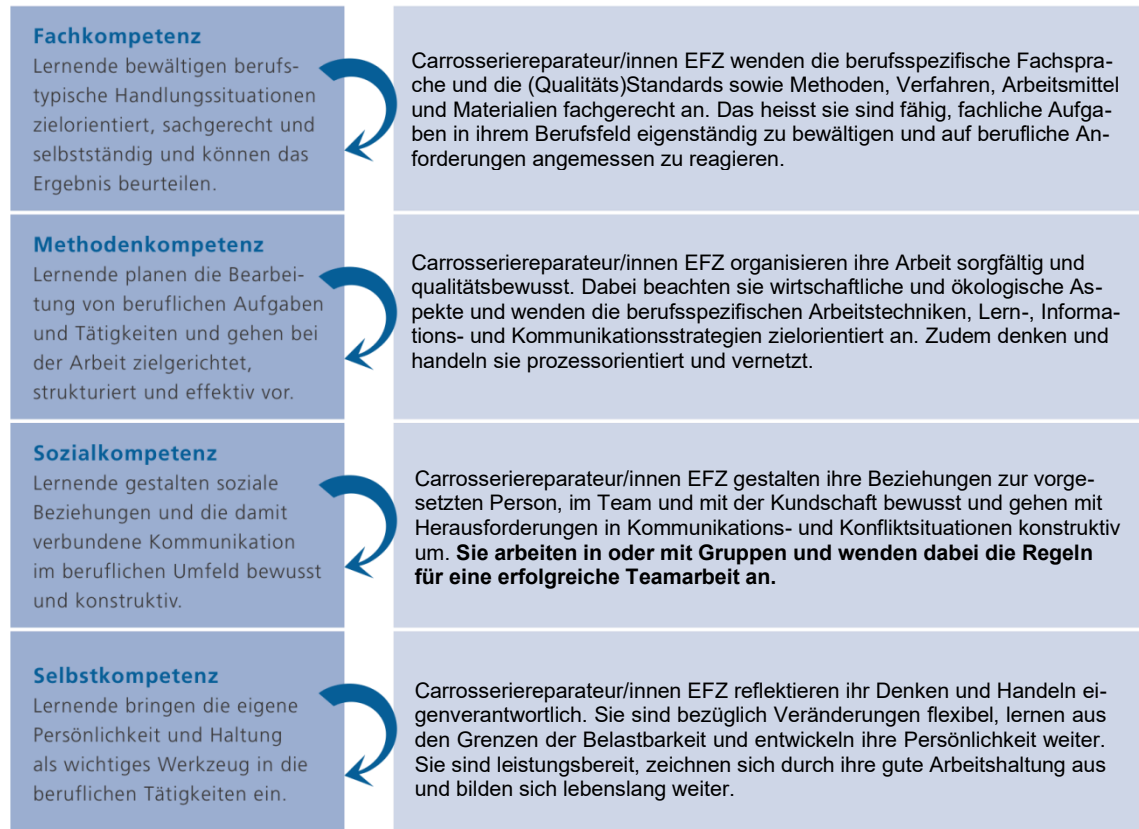 Fachkompetenz
Lernende bewältigen berufs-
typische Handlungssituationen
zielorientiert, sachgerecht und
selbstständig und können das
Ergebnis beurteilen.
Carrosseriereparateur/innen EFZ wenden die berufsspezifische Fachspra-
che und die (Qualitäts)Standards sowie Methoden, Verfahren, Arbeitsmittel
und Materialien fachgerecht an. Das heisst sie sind fähig, fachliche Aufga-
ben in ihrem Berufsfeld eigenständig zu bewältigen und auf berufliche An-
forderungen angemessen zu reagieren.
Methodenkompetenz
Lernende planen die Bearbei-
tung von beruflichen Aufgaben
und Tätigkeiten und gehen bei
der Arbeit zielgerichtet,
strukturiert und effektiv vor.
Carrosseriereparateur/innen EFZ organisieren ihre Arbeit sorgfältig und
qualitätsbewusst. Dabei beachten sie wirtschaftliche und ökologische As-
pekte und wenden die berufsspezifischen Arbeitstechniken, Lern-, Informa-
tions- und Kommunikationsstrategien zielorientiert an. Zudem denken und
handeln sie prozessorientiert und vernetzt.
Sozialkompetenz
Lernende gestalten soziale
Beziehungen und die damit
verbundene Kommunikation
im beruflichen Umfeld bewusst
und konstruktiv.
Carrosseriereparateur/innen EFZ gestalten ihre Beziehungen zur vorge-
setzten Person, im Team und mit der Kundschaft bewusst und gehen mit
Herausforderungen in Kommunikations- und Konfliktsituationen konstruktiv
um. Sie arbeiten in oder mit Gruppen und wenden dabei die Regeln
für eine erfolgreiche Teamarbeit an.
Selbstkompetenz
Lernende bringen die eigene
Persönlichkeit und Haltung
als wichtiges Werkzeug in die
beruflichen Tätigkeiten ein.
Carrosseriereparateur/innen EFZ reflektieren ihr Denken und Handeln ei-
genverantwortlich. Sie sind bezüglich Veränderungen flexibel, lernen aus
den Grenzen der Belastbarkeit und entwickeln ihre Persönlichkeit weiter.
Sie sind leistungsbereit, zeichnen sich durch ihre gute Arbeitshaltung aus
und bilden sich lebenslang weiter.